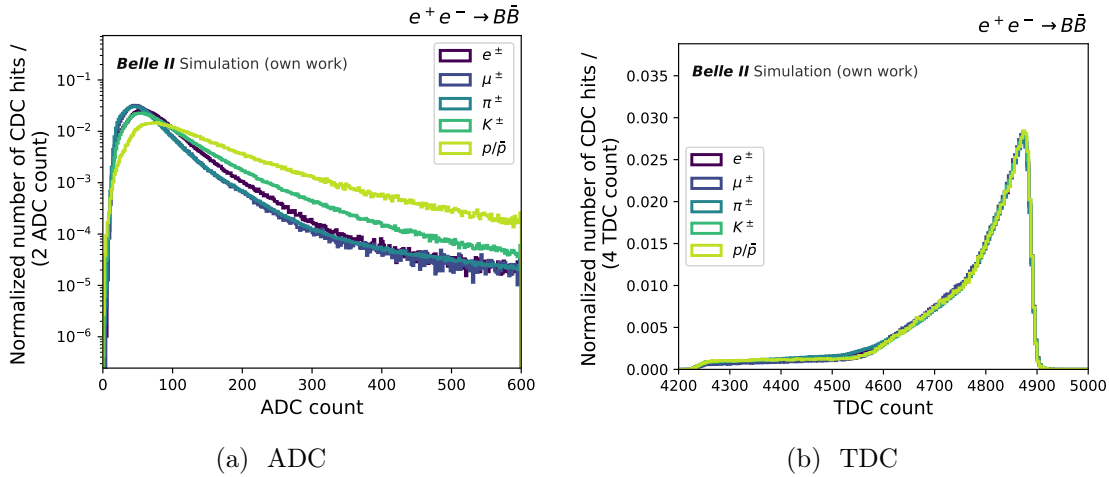 e⁺e⁻ → BB̄
Normalized number of CDC hits /
(2 ADC count)
Belle II Simulation (own work)
e±
μ±
π±
K±
p/p̄
10⁻¹
10⁻²
10⁻³
10⁻⁴
10⁻⁵
10⁻⁶
0 100 200 300 400 500 600
ADC count
(a) ADC
e⁺e⁻ → BB̄
Normalized number of CDC hits /
(4 TDC count)
Belle II Simulation (own work)
0.035
0.030
0.025
0.020
0.015
0.010
0.005
0.000
e±
μ±
π±
K±
p/p̄
4200 4300 4400 4500 4600 4700 4800 4900 5000
TDC count
(b) TDC